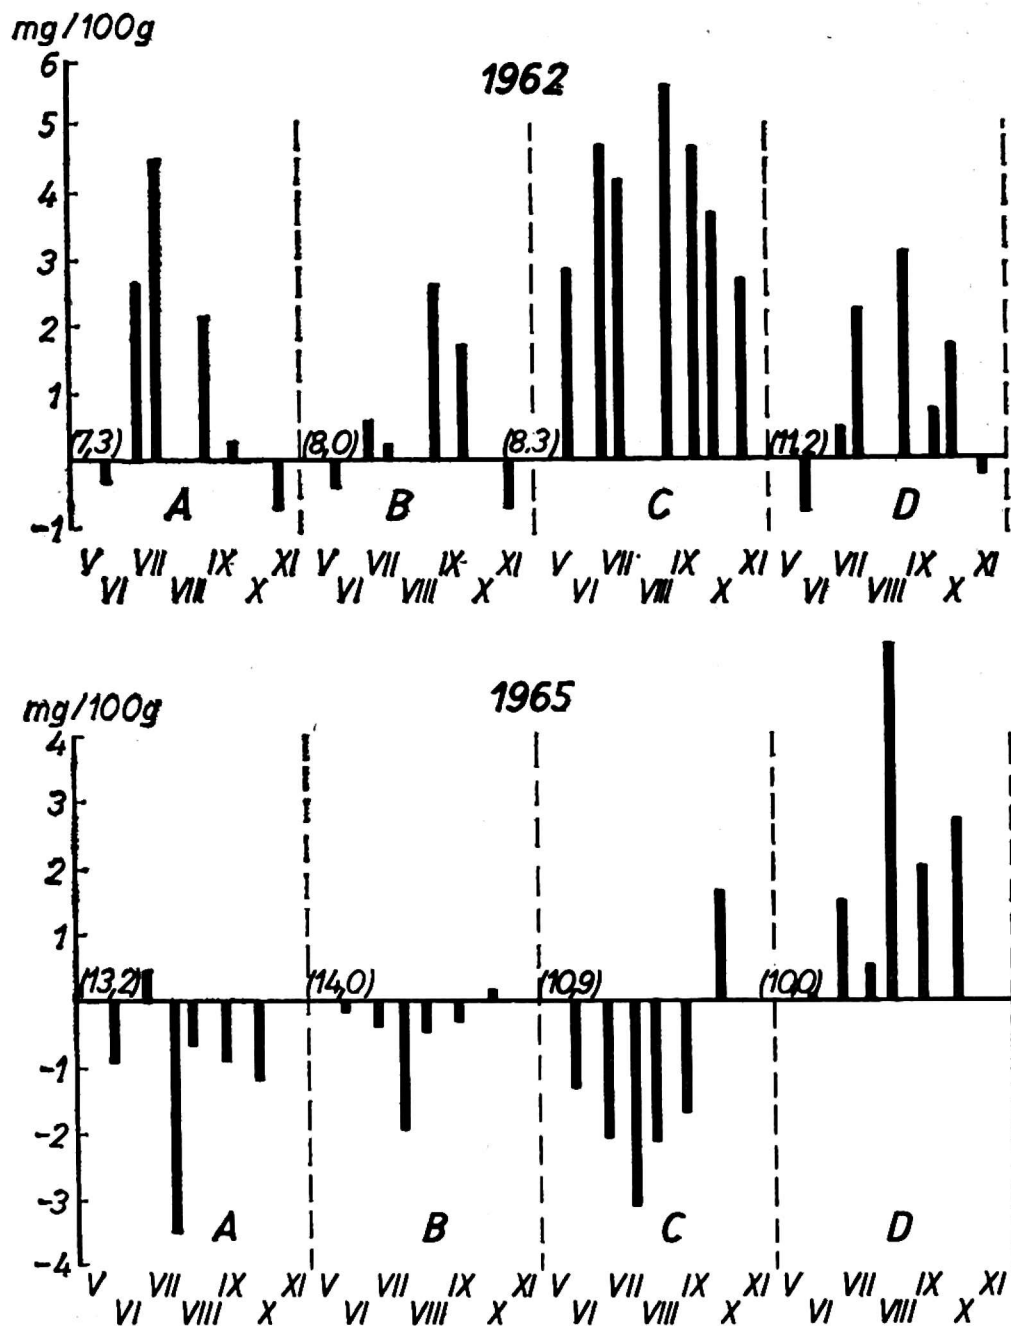 mg/100g
1962
6
5
4
3
2
1
-1
(7,3) (8,0) (8.3) (11,2)
A B C D
V VII IX XI V VII IX XI V VII IX XI V VII IX XI
VI VIII X VI VIII X VI VIII X VI VIII X
mg/100g
1965
4
3
2
1
-1
-2
-3
-4
(13,2) (14,0) (10,9) (10,0)
A B C D
V VII IX XI V VII IX XI V VII IX XI V VII IX XI
VI VIII X VI VIII X VI VIII X VI VIII X